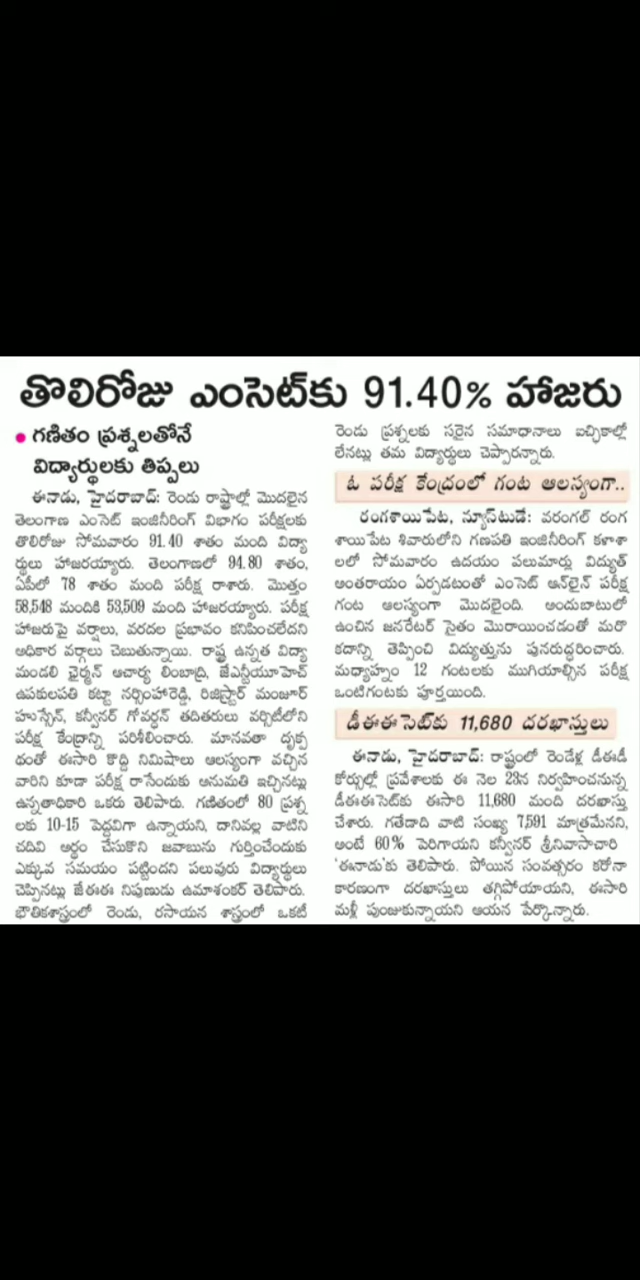 తొలిరోజు ఎంసెట్‌కు 91.40% హాజరు
• గణితం ప్రశ్నలతోనే
విద్యార్థులకు తిప్పలు
ఈనాడు, హైదరాబాద్: రెండు రాష్ట్రాల్లో మొదలైన
తెలంగాణ ఎంసెట్ ఇంజినీరింగ్ విభాగం పరీక్షలకు
తొలిరోజు సోమవారం 91.40 శాతం మంది విద్యా
ర్థులు హాజరయ్యారు. తెలంగాణలో 94.80 శాతం,
ఏపీలో 78 శాతం మంది పరీక్ష రాశారు. మొత్తం
58,548 మందికి 53,509 మంది హాజరయ్యారు. పరీక్ష
హాజరుపై వర్షాలు, వరదల ప్రభావం కనిపించలేదని
అధికార వర్గాలు చెబుతున్నాయి. రాష్ట్ర ఉన్నత విద్యా
మండలి ఛైర్మన్ ఆచార్య లింబాద్రి, జేఎన్టీయూహెచ్
ఉపకులపతి కట్టా నర్సింహారెడ్డి, రిజిస్ట్రార్ మంజూర్
హుస్సేన్, కన్వీనర్ గోవర్ధన్ తదితరులు వర్సిటీలోని
పరీక్ష కేంద్రాన్ని పరిశీలించారు. మానవతా దృక్ప
థంతో ఈసారి కొద్ది నిమిషాలు ఆలస్యంగా వచ్చిన
వారిని కూడా పరీక్ష రాసేందుకు అనుమతి ఇచ్చినట్లు
ఉన్నతాధికారి ఒకరు తెలిపారు. గణితంలో 80 ప్రశ్న
లకు 10-15 పెద్దవిగా ఉన్నాయని, దానివల్ల వాటిని
చదివి అర్థం చేసుకొని జవాబును గుర్తించేందుకు
ఎక్కువ సమయం పట్టిందని పలువురు విద్యార్థులు
చెప్పినట్లు జేఈఈ నిపుణుడు ఉమాశంకర్ తెలిపారు.
భౌతికశాస్త్రంలో రెండు, రసాయన శాస్త్రంలో ఒకటీ
రెండు ప్రశ్నలకు సరైన సమాధానాలు ఐచ్ఛికాల్లో
లేనట్లు తమ విద్యార్థులు చెప్పారన్నారు.
ఓ పరీక్ష కేంద్రంలో గంట ఆలస్యంగా..
రంగశాయిపేట, న్యూస్‌టుడే: వరంగల్ రంగ
శాయిపేట శివారులోని గణపతి ఇంజినీరింగ్ కళాశా
లలో సోమవారం ఉదయం పలుమార్లు విద్యుత్
అంతరాయం ఏర్పడటంతో ఎంసెట్ ఆన్‌లైన్ పరీక్ష
గంట ఆలస్యంగా మొదలైంది. అందుబాటులో
ఉంచిన జనరేటర్ సైతం మొరాయించడంతో మరొ
కదాన్ని తెప్పించి విద్యుత్తును పునరుద్ధరించారు.
మధ్యాహ్నం 12 గంటలకు ముగియాల్సిన పరీక్ష
ఒంటిగంటకు పూర్తయింది.
డీఈఈసెట్‌కు 11,680 దరఖాస్తులు
ఈనాడు, హైదరాబాద్: రాష్ట్రంలో రెండేళ్ల డీఈడీ
కోర్సుల్లో ప్రవేశాలకు ఈ నెల 23న నిర్వహించనున్న
డీఈఈసెట్‌కు ఈసారి 11,680 మంది దరఖాస్తు
చేశారు. గతేడాది వాటి సంఖ్య 7,591 మాత్రమేనని,
అంటే 60% పెరిగాయని కన్వీనర్ శ్రీనివాసాచారి
'ఈనాడు'కు తెలిపారు. పోయిన సంవత్సరం కరోనా
కారణంగా దరఖాస్తులు తగ్గిపోయాయని, ఈసారి
మళ్లీ పుంజుకున్నాయని ఆయన పేర్కొన్నారు.